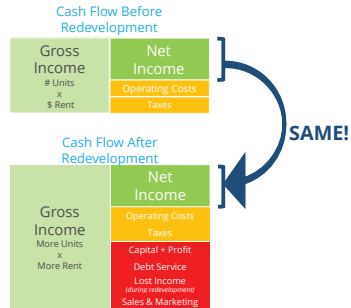 Cash Flow Before
Redevelopment
Gross
Income
# Units
x
$ Rent
Net
Income
Operating Costs
Taxes
SAME!
Cash Flow After
Redevelopment
Gross
Income
More Units
x
More Rent
Net
Income
Operating Costs
Taxes
Capital + Profit
Debt Service
Lost Income
(during redevelopment)
Sales & Marketing